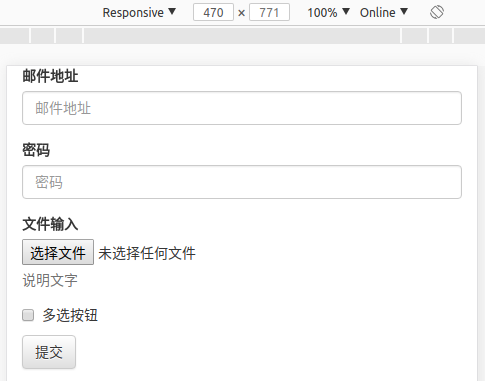 Responsive ▼ 470 × 771 100% ▼ Online ▼
邮件地址
邮件地址
密码
密码
文件输入
选择文件 未选择任何文件
说明文字
多选按钮
提交